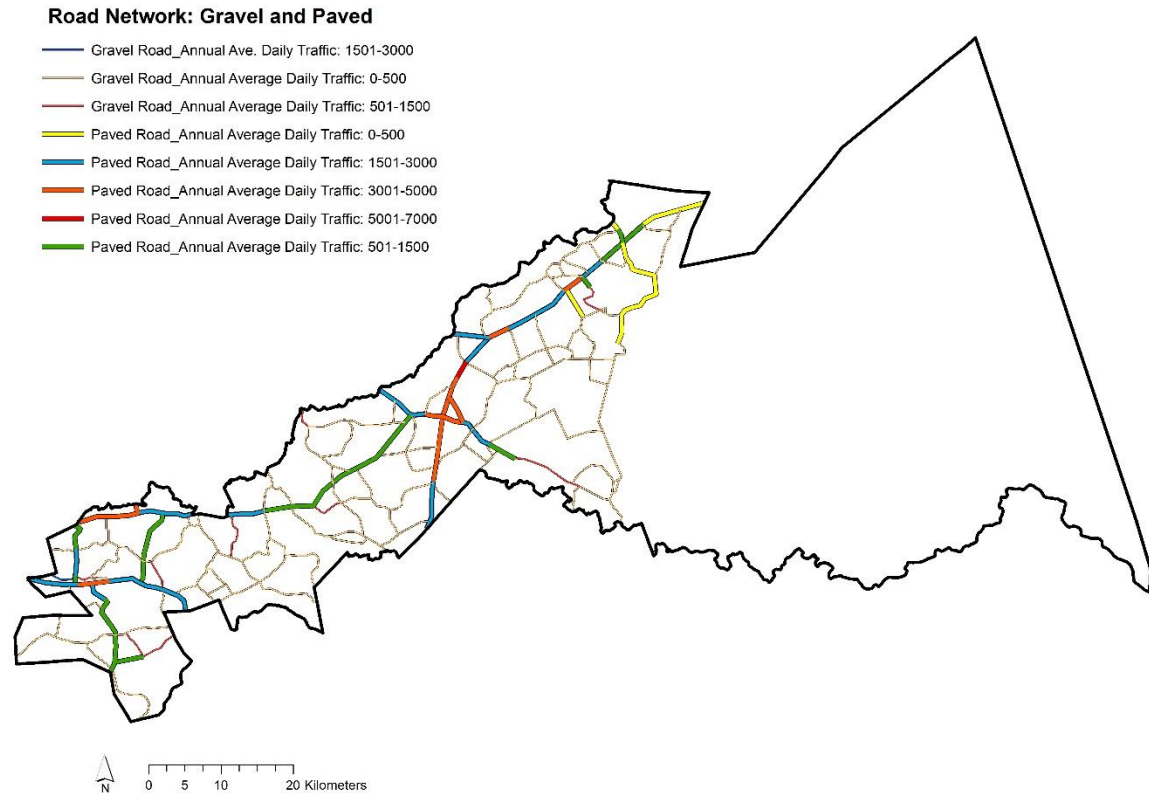 Road Network: Gravel and Paved
Gravel Road_Annual Ave. Daily Traffic: 1501-3000
Gravel Road_Annual Average Daily Traffic: 0-500
Gravel Road_Annual Average Daily Traffic: 501-1500
Paved Road_Annual Average Daily Traffic: 0-500
Paved Road_Annual Average Daily Traffic: 1501-3000
Paved Road_Annual Average Daily Traffic: 3001-5000
Paved Road_Annual Average Daily Traffic: 5001-7000
Paved Road_Annual Average Daily Traffic: 501-1500
N
0 5 10 20 Kilometers